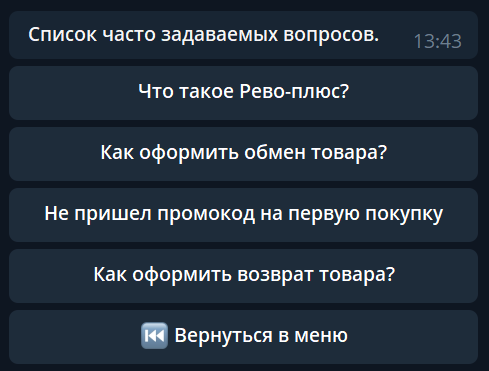 Список часто задаваемых вопросов.
13:43
Что такое Рево-плюс?
Как оформить обмен товара?
Не пришел промокод на первую покупку
Как оформить возврат товара?
⏮ Вернуться в меню